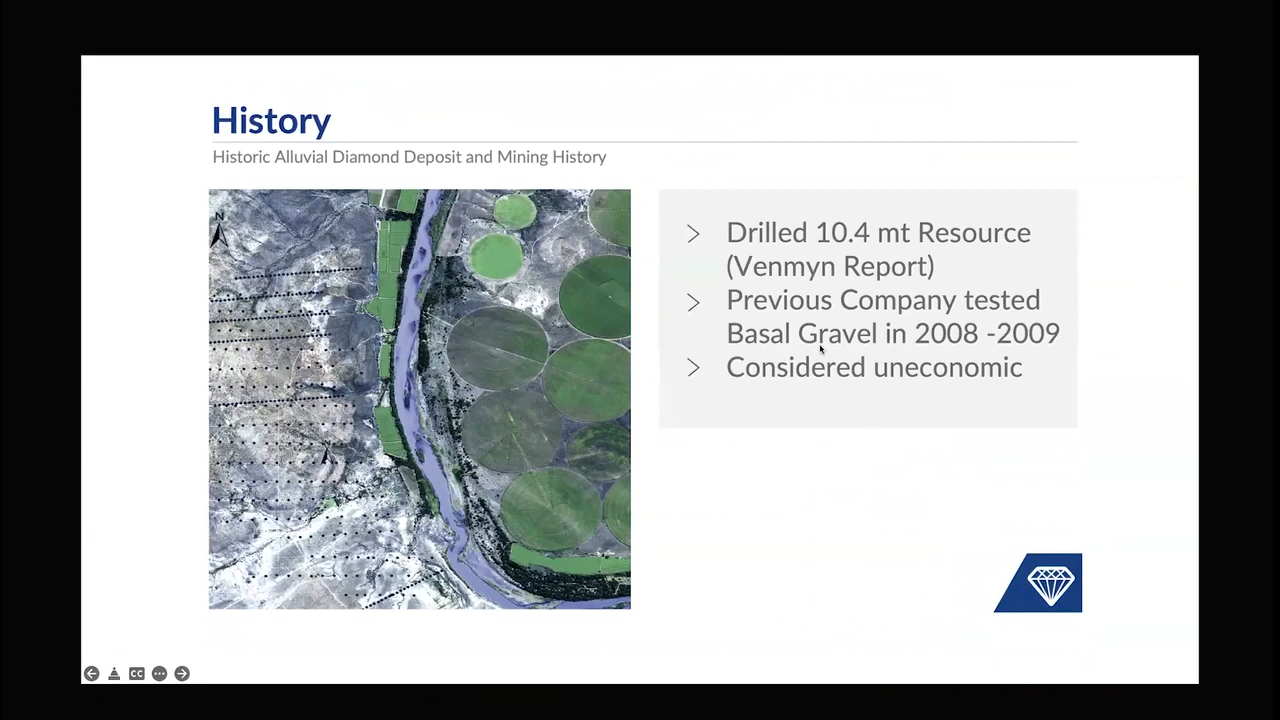 History
Historic Alluvial Diamond Deposit and Mining History
N
Drilled 10.4 mt Resource
(Venmyn Report)
Previous Company tested
Basal Gravel in 2008 -2009
Considered uneconomic
CC